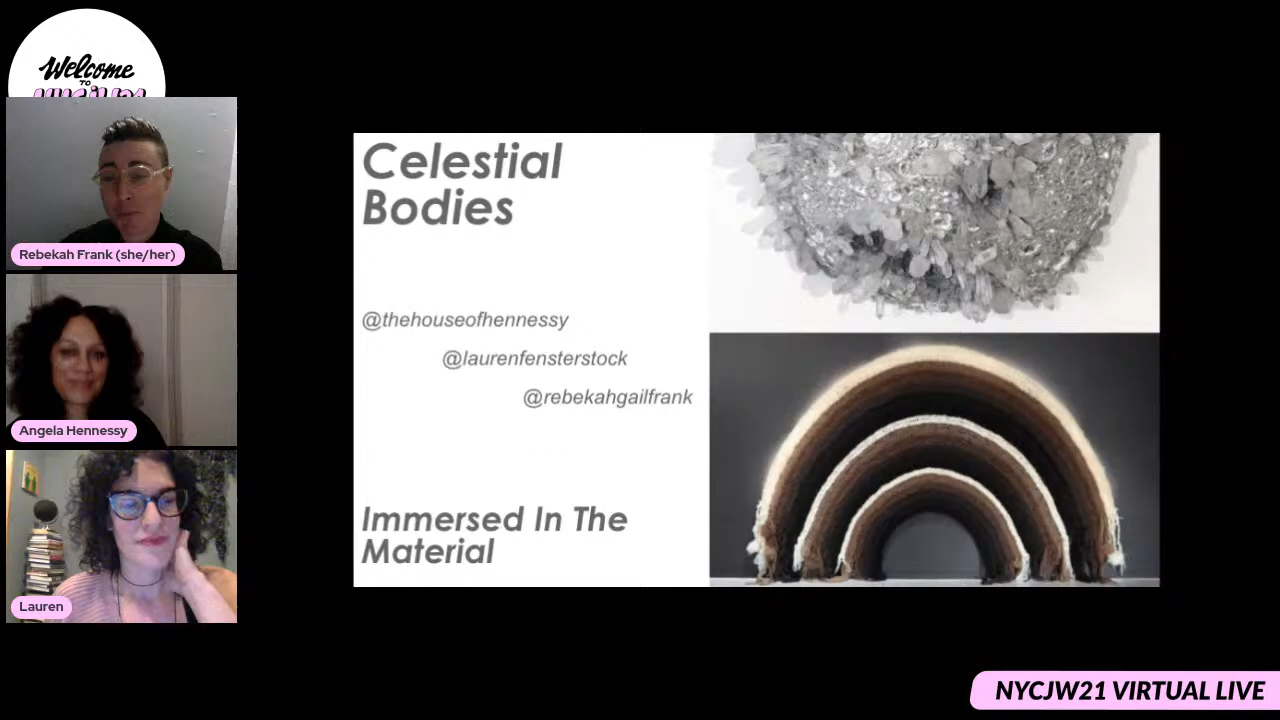 Welcome
TO
Rebekah Frank (she/her)
Angela Hennessy
Lauren
Celestial
Bodies
@thehouseofhennessy
@laurenfensterstock
@rebekahgailfrank
Immersed In The
Material
NYCJW21 VIRTUAL LIVE